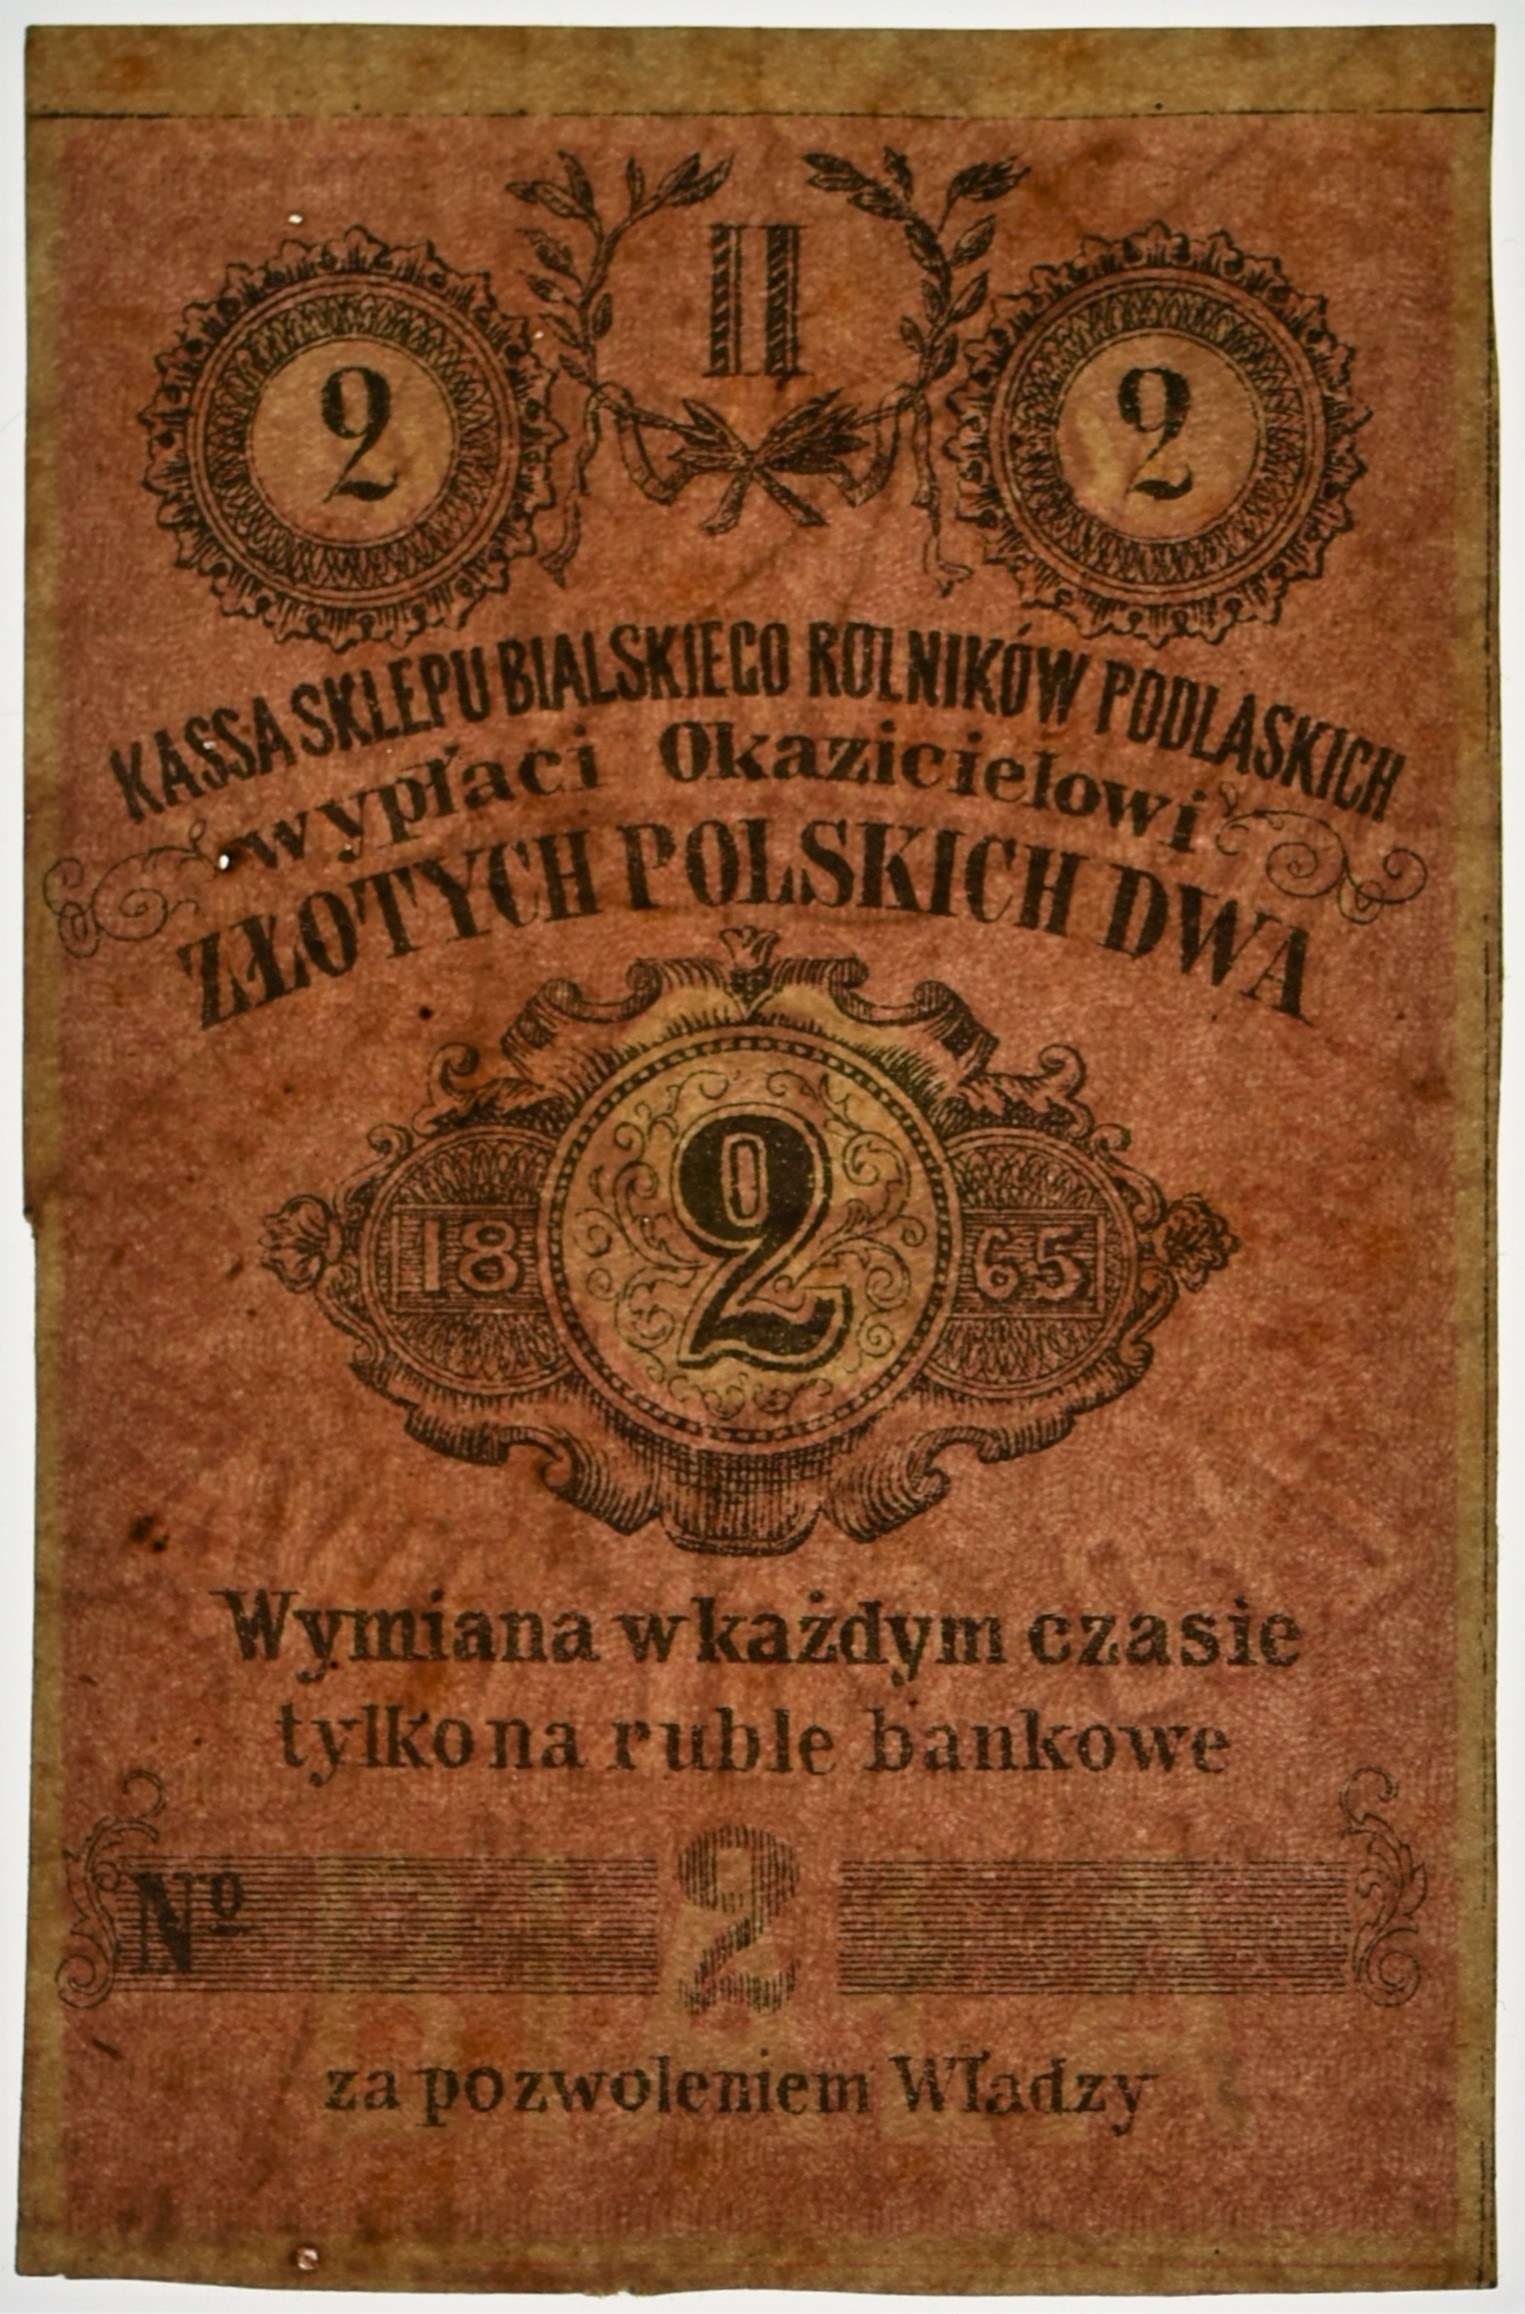 II
2 2
KASSA SKLEPU BIALSKIEGO ROLNIKÓW PODLASKICH
wypłaci Okazicielowi
ZŁOTYCH POLSKICH DWA
18 2 65
Wymiana w każdym czasie
tylko na ruble bankowe
Nº 2
za pozwoleniem Władzy